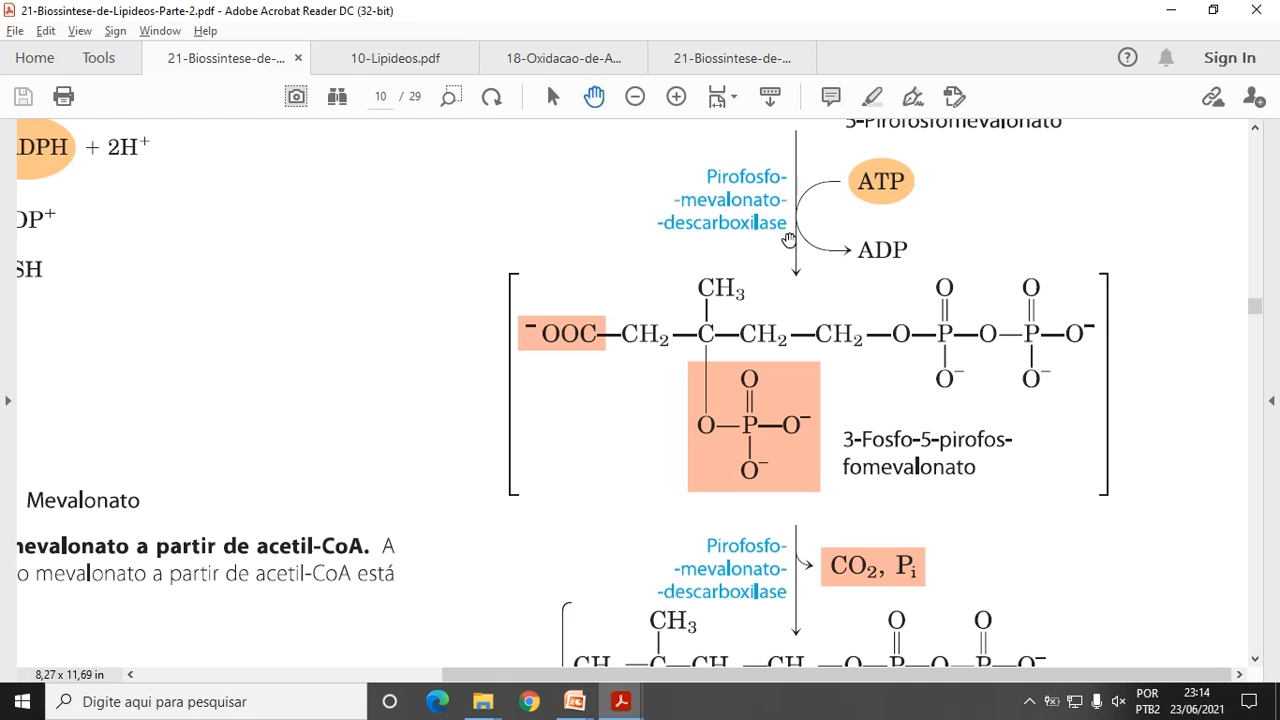 21-Biossintese-de-Lipideos-Parte-2.pdf - Adobe Acrobat Reader DC (32-bit)
File Edit View Sign Window Help
Home Tools 21-Biossintese-de-... × 10-Lipideos.pdf 18-Oxidacao-de-A... 21-Biossintese-de-... Sign In
10 / 29
5-Pirofosfomevalonato
ADPH + 2H⁺
Pirofosfo-
-mevalonato-
-descarboxilase
ATP
DP⁺
ADP
SH
CH₃
⁻OOC—CH₂—C—CH₂—CH₂—O—P—O—P—O⁻
O O
O⁻ O⁻
O
O—P—O⁻
O⁻
3-Fosfo-5-pirofos-
fomevalonato
Mevalonato
nevalonato a partir de acetil-CoA. A
o mevalonato a partir de acetil-CoA está
Pirofosfo-
-mevalonato-
-descarboxilase
CO₂, Pᵢ
CH₃ O O
CH —C—CH —CH —O—P—O—P—O⁻
8,27 x 11,69 in
Digite aqui para pesquisar
POR
PTB2
23:14
23/06/2021